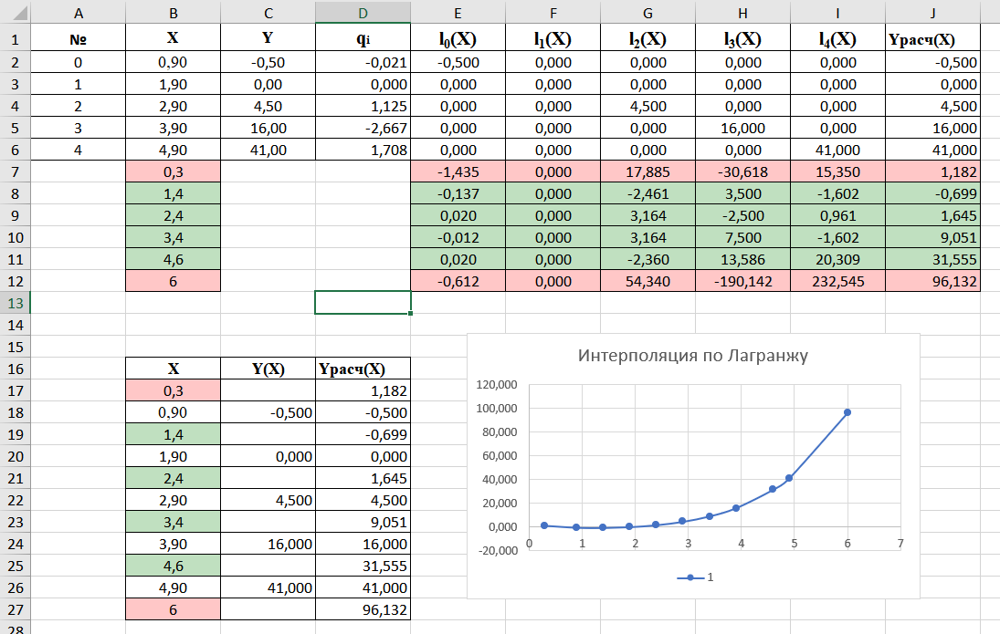 A B C D E F G H I J
1 № X Y qᵢ l₀(X) l₁(X) l₂(X) l₃(X) l₄(X) Yрасч(X)
2 0 0,90 -0,50 -0,021 -0,500 0,000 0,000 0,000 0,000 -0,500
3 1 1,90 0,00 0,000 0,000 0,000 0,000 0,000 0,000 0,000
4 2 2,90 4,50 1,125 0,000 0,000 4,500 0,000 0,000 4,500
5 3 3,90 16,00 -2,667 0,000 0,000 0,000 16,000 0,000 16,000
6 4 4,90 41,00 1,708 0,000 0,000 0,000 0,000 41,000 41,000
7 0,3 -1,435 0,000 17,885 -30,618 15,350 1,182
8 1,4 -0,137 0,000 -2,461 3,500 -1,602 -0,699
9 2,4 0,020 0,000 3,164 -2,500 0,961 1,645
10 3,4 -0,012 0,000 3,164 7,500 -1,602 9,051
11 4,6 0,020 0,000 -2,360 13,586 20,309 31,555
12 6 -0,612 0,000 54,340 -190,142 232,545 96,132
13
14
15
16 X Y(X) Yрасч(X)
17 0,3 1,182
18 0,90 -0,500 -0,500
19 1,4 -0,699
20 1,90 0,000 0,000
21 2,4 1,645
22 2,90 4,500 4,500
23 3,4 9,051
24 3,90 16,000 16,000
25 4,6 31,555
26 4,90 41,000 41,000
27 6 96,132
28
Интерполяция по Лагранжу
120,000
100,000
80,000
60,000
40,000
20,000
0,000
-20,000
0 1 2 3 4 5 6 7
1